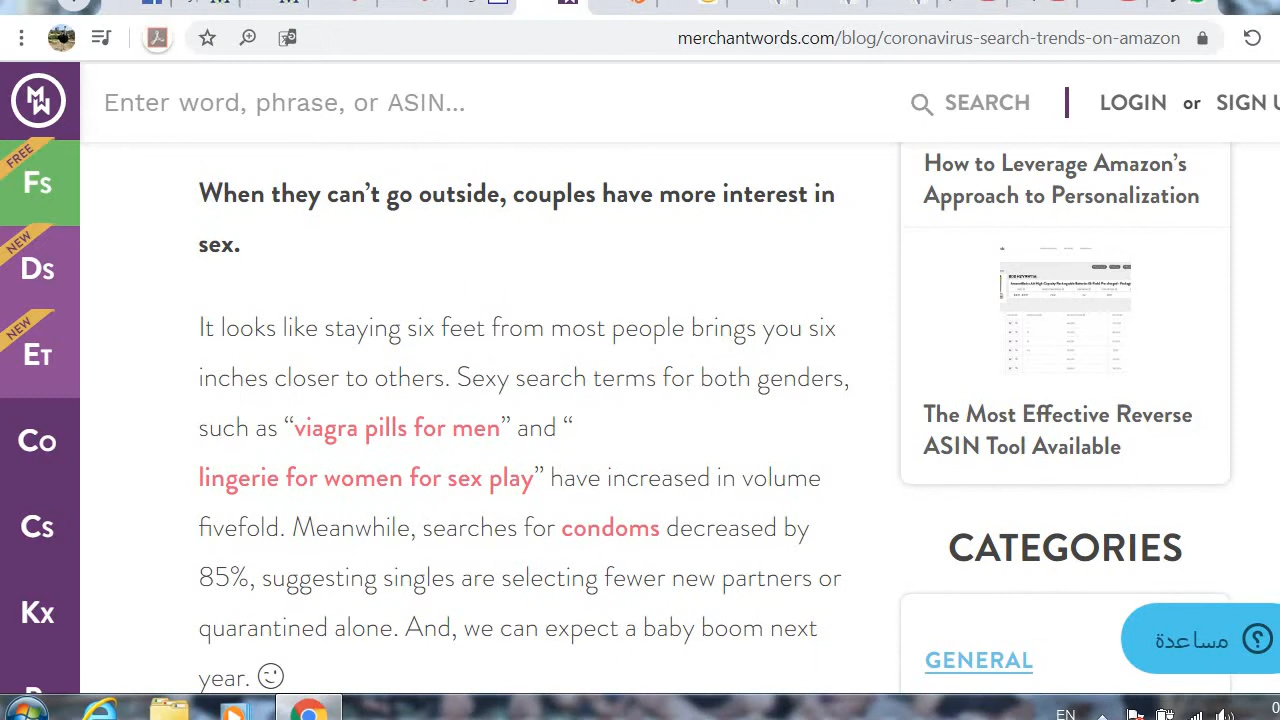 merchantwords.com/blog/coronavirus-search-trends-on-amazon
MW
Enter word, phrase, or ASIN...
SEARCH
LOGIN or SIGN U
FREE
Fs
NEW
Ds
NEW
ET
Co
Cs
Kx
When they can’t go outside, couples have more interest in
sex.
It looks like staying six feet from most people brings you six
inches closer to others. Sexy search terms for both genders,
such as “viagra pills for men” and “
lingerie for women for sex play” have increased in volume
fivefold. Meanwhile, searches for condoms decreased by
85%, suggesting singles are selecting fewer new partners or
quarantined alone. And, we can expect a baby boom next
year.
How to Leverage Amazon’s
Approach to Personalization
The Most Effective Reverse
ASIN Tool Available
CATEGORIES
GENERAL
مساعدة
EN